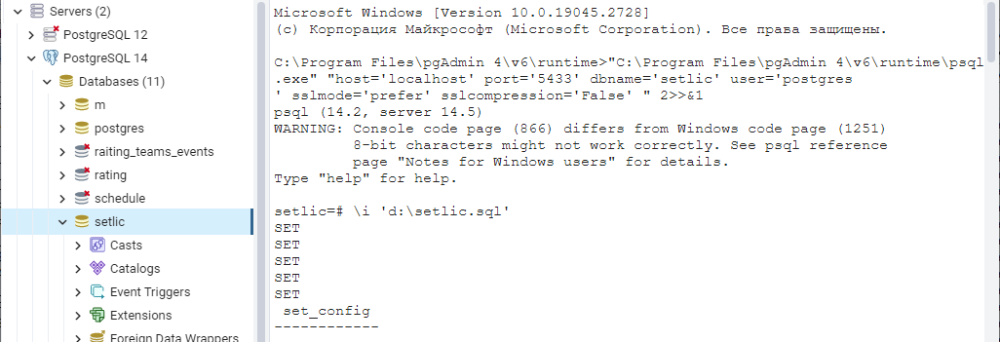 Servers (2)
PostgreSQL 12
PostgreSQL 14
Databases (11)
m
postgres
raiting_teams_events
rating
schedule
setlic
Casts
Catalogs
Event Triggers
Extensions
Foreign Data Wrappers
Microsoft Windows [Version 10.0.19045.2728]
(c) Корпорация Майкрософт (Microsoft Corporation). Все права защищены.
C:\Program Files\pgAdmin 4\v6\runtime>"C:\Program Files\pgAdmin 4\v6\runtime\psql
.exe" "host='localhost' port='5433' dbname='setlic' user='postgres
' sslmode='prefer' sslcompression='False' " 2>>&1
psql (14.2, server 14.5)
WARNING: Console code page (866) differs from Windows code page (1251)
8-bit characters might not work correctly. See psql reference
page "Notes for Windows users" for details.
Type "help" for help.
setlic=# \i 'd:\setlic.sql'
SET
SET
SET
SET
SET
set_config
------------